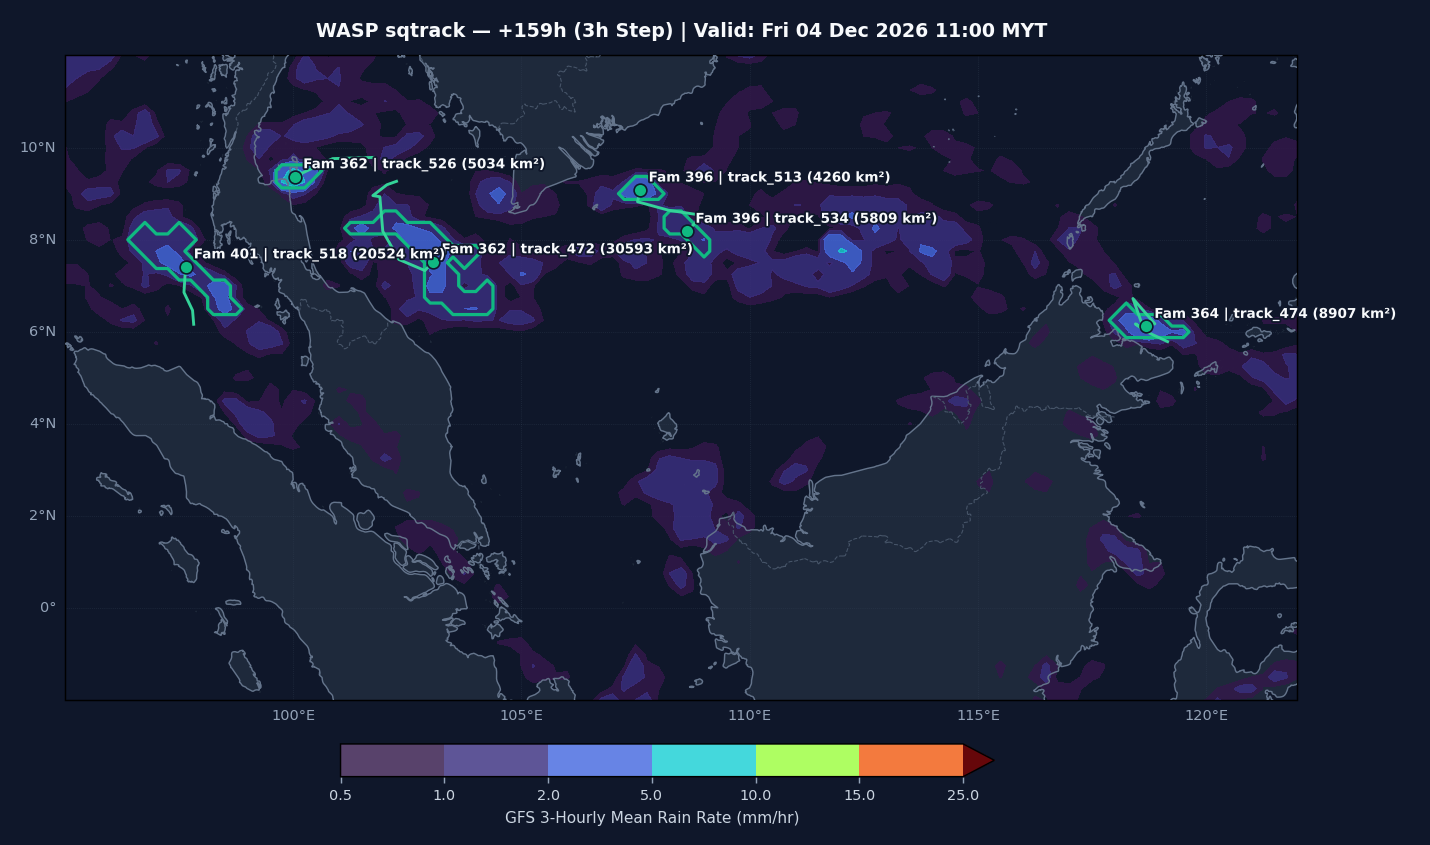 WASP sqtrack — +159h (3h Step) | Valid: Fri 04 Dec 2026 11:00 MYT
10°N
8°N
6°N
4°N
2°N
0°
Fam 362 | track_526 (5034 km²)
Fam 396 | track_513 (4260 km²)
Fam 396 | track_534 (5809 km²)
Fam 362 | track_472 (30593 km²)
Fam 401 | track_518 (20524 km²)
Fam 364 | track_474 (8907 km²)
100°E 105°E 110°E 115°E 120°E
0.5 1.0 2.0 5.0 10.0 15.0 25.0
GFS 3-Hourly Mean Rain Rate (mm/hr)